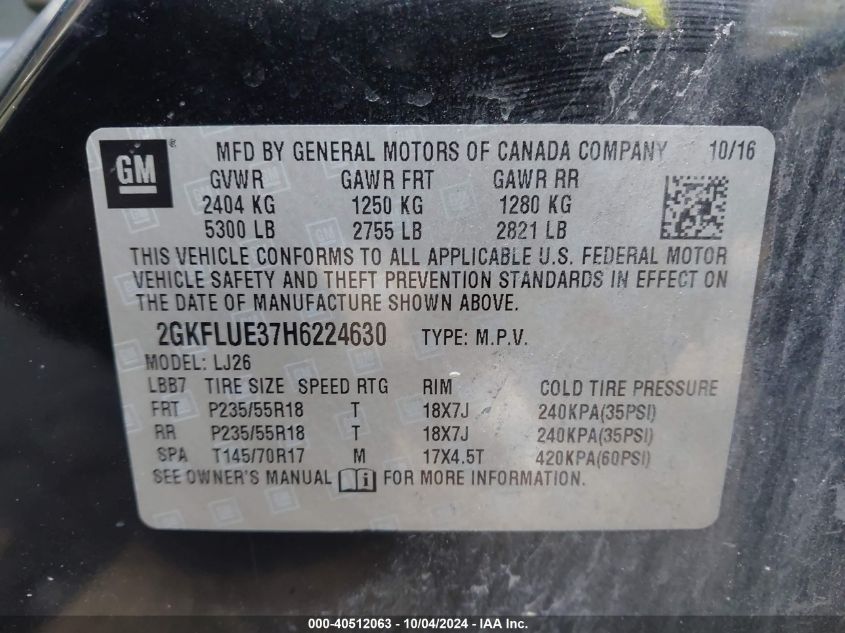 GM ® MFD BY GENERAL MOTORS OF CANADA COMPANY 10/16
GVWR GAWR FRT GAWR RR
2404 KG 1250 KG 1280 KG
5300 LB 2755 LB 2821 LB
THIS VEHICLE CONFORMS TO ALL APPLICABLE U.S. FEDERAL MOTOR
VEHICLE SAFETY AND THEFT PREVENTION STANDARDS IN EFFECT ON
THE DATE OF MANUFACTURE SHOWN ABOVE.
2GKFLUE37H6224630 TYPE: M.P.V.
MODEL: LJ26
LBB7 TIRE SIZE SPEED RTG RIM COLD TIRE PRESSURE
FRT P235/55R18 T 18X7J 240KPA(35PSI)
RR P235/55R18 T 18X7J 240KPA(35PSI)
SPA T145/70R17 M 17X4.5T 420KPA(60PSI)
SEE OWNER'S MANUAL i FOR MORE INFORMATION.
000-40512063 - 10/04/2024 - IAA Inc.